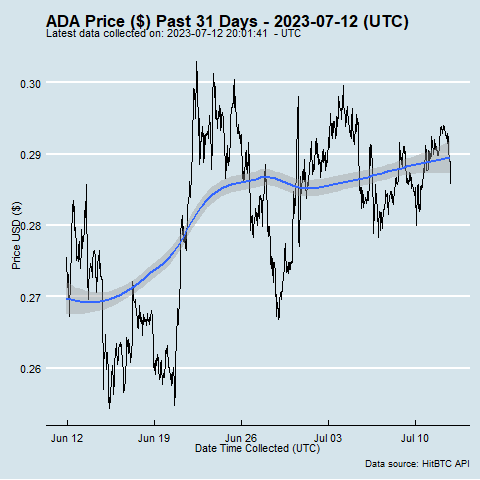 ADA Price ($) Past 31 Days - 2023-07-12 (UTC)
Latest data collected on: 2023-07-12 20:01:41 - UTC
Price USD ($)
0.30
0.29
0.28
0.27
0.26
Jun 12 Jun 19 Jun 26 Jul 03 Jul 10
Date Time Collected (UTC)
Data source: HitBTC API